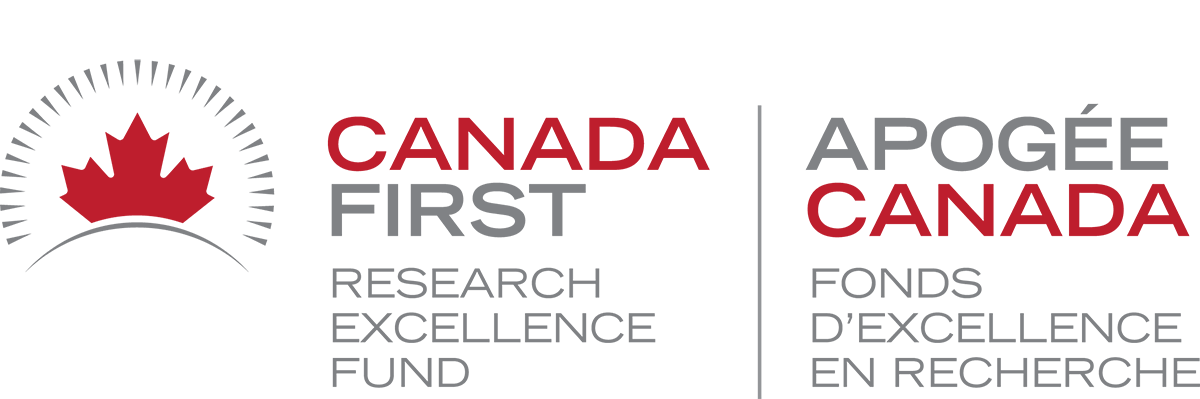 CANADA
FIRST
RESEARCH
EXCELLENCE
FUND
APOGÉE
CANADA
FONDS
D’EXCELLENCE
EN RECHERCHE